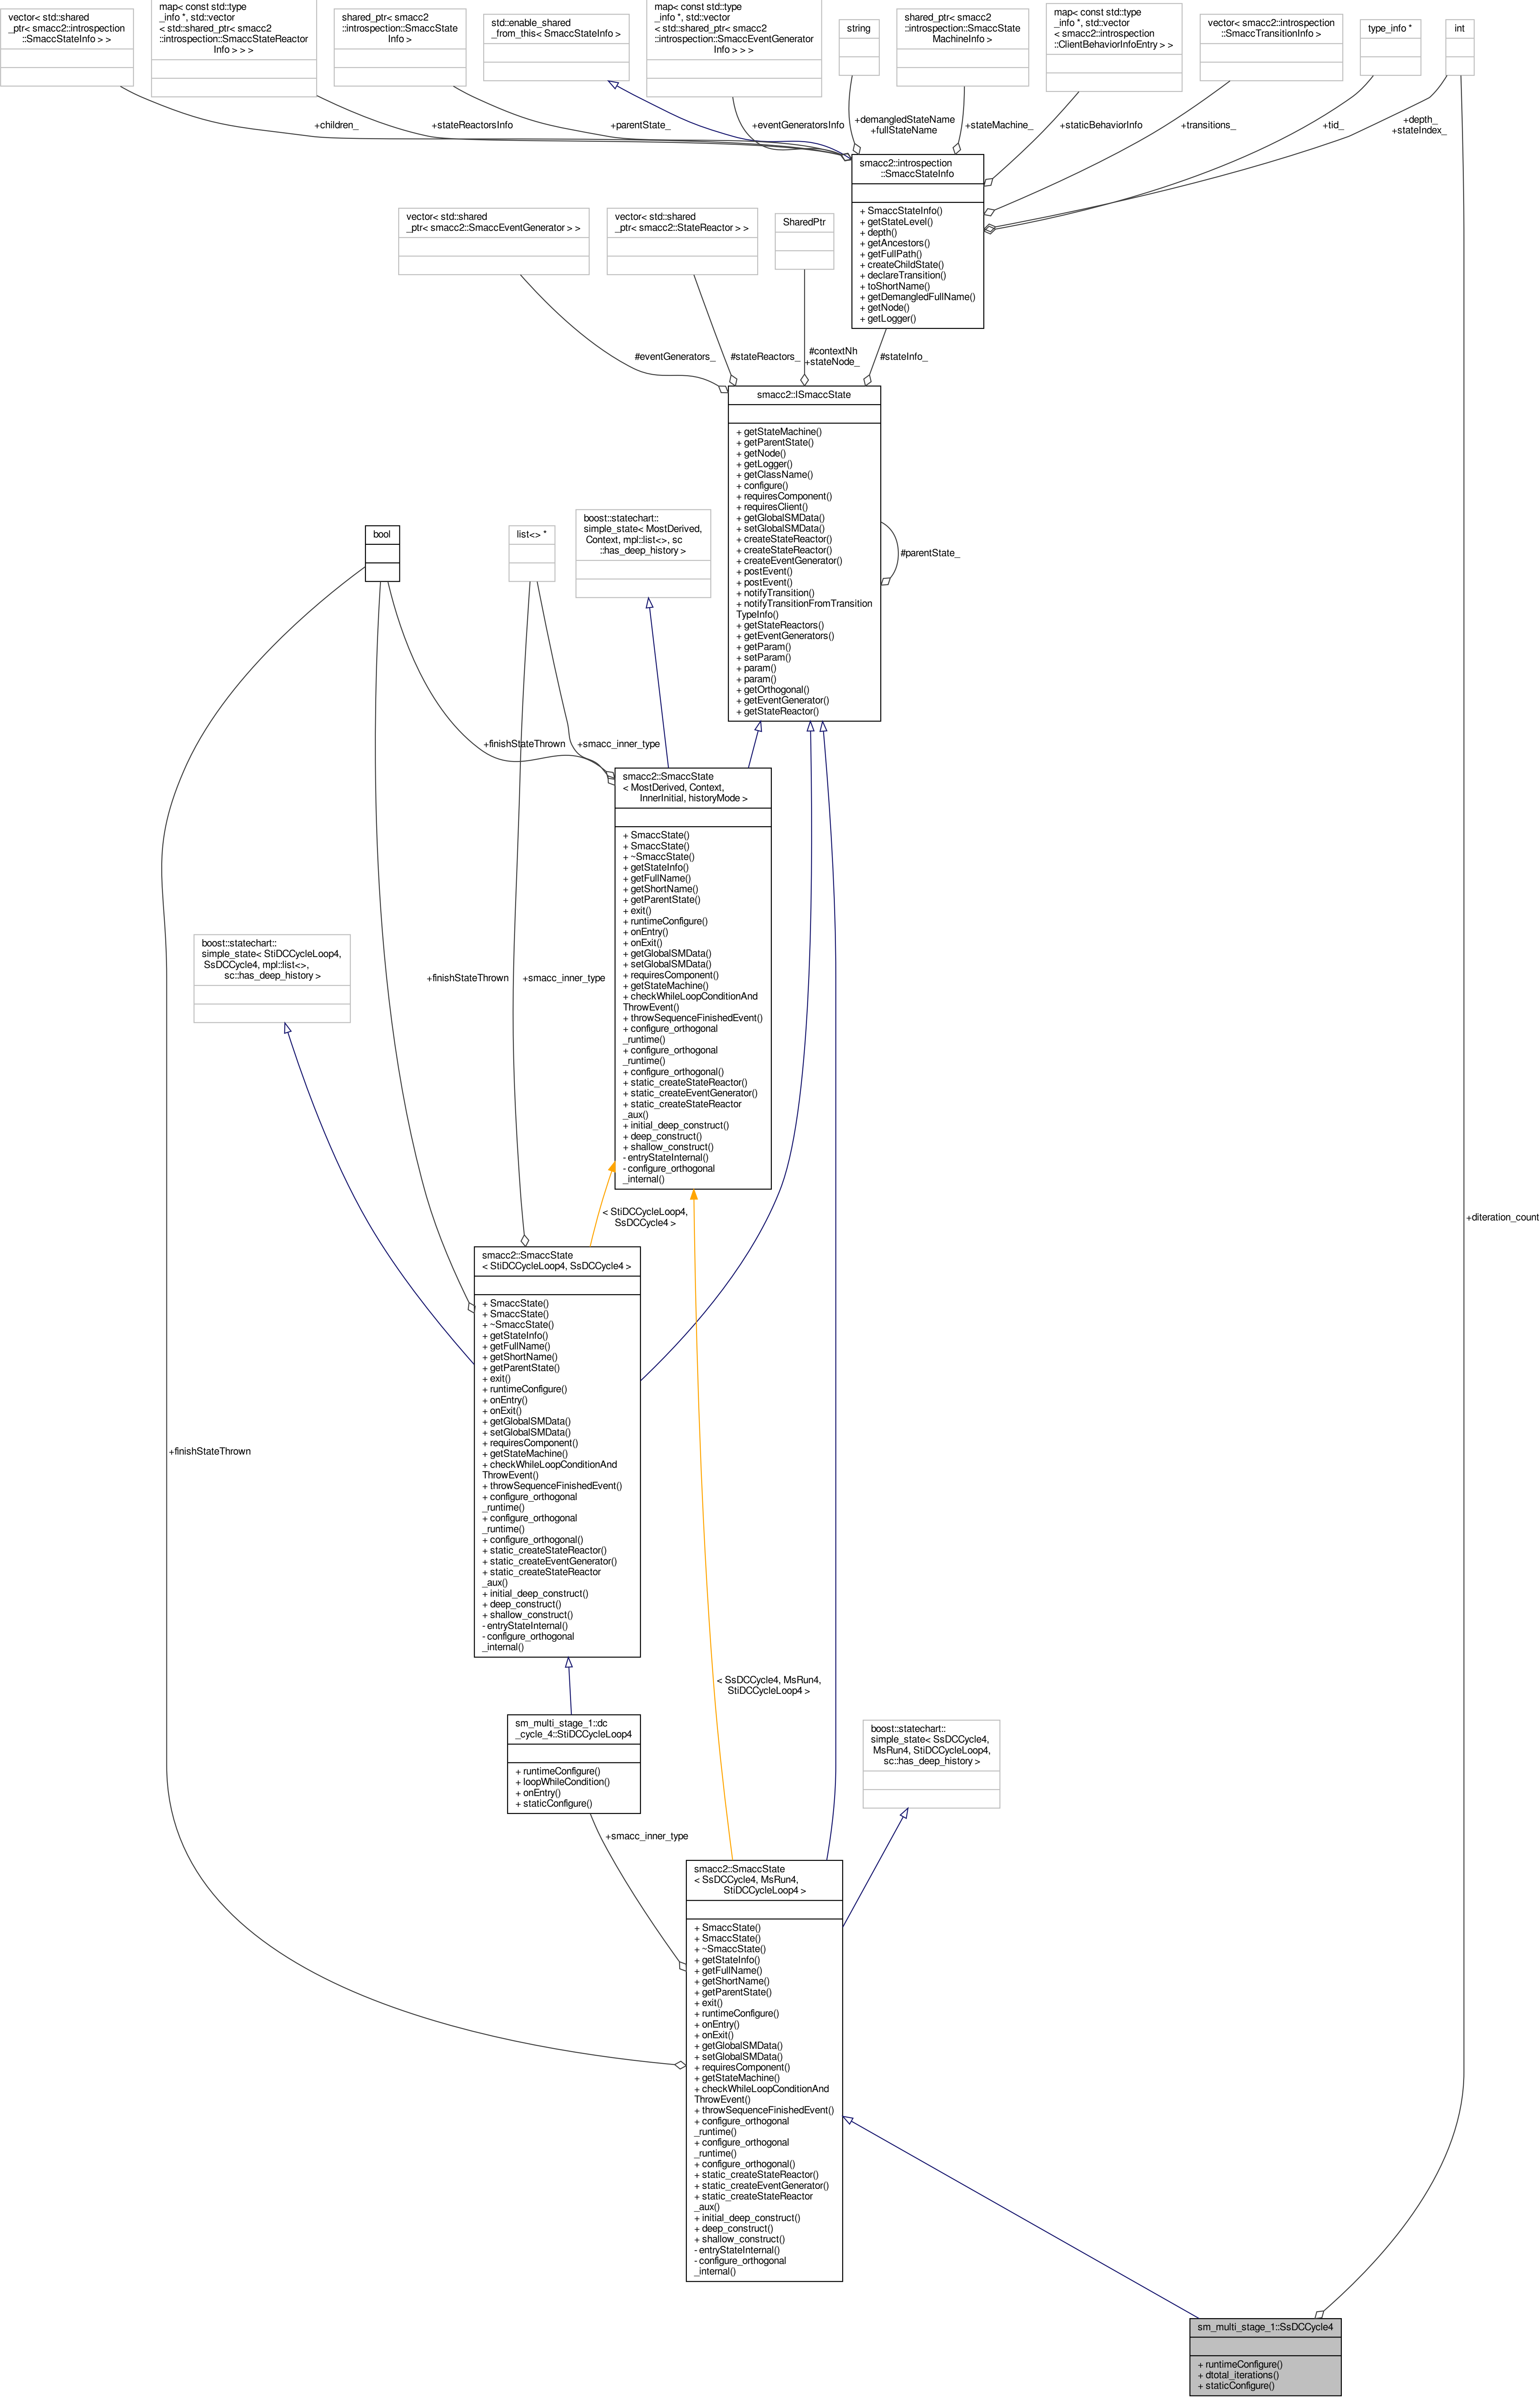 vector< std::shared
_ptr< smacc2::introspection
::SmaccStateInfo > >
map< const std::type
_info *, std::vector
< std::shared_ptr< smacc2
::introspection::SmaccStateReactor
Info > > >
shared_ptr< smacc2
::introspection::SmaccState
Info >
std::enable_shared
_from_this< SmaccStateInfo >
map< const std::type
_info *, std::vector
< std::shared_ptr< smacc2
::introspection::SmaccEventGenerator
Info > > >
string
shared_ptr< smacc2
::introspection::SmaccState
MachineInfo >
map< const std::type
_info *, std::vector
< smacc2::introspection
::ClientBehaviorInfoEntry > >
vector< smacc2::introspection
::SmaccTransitionInfo >
type_info *
int
+children_
+stateReactorsInfo
+parentState_
+eventGeneratorsInfo
+demangledStateName
+fullStateName
+stateMachine_
+staticBehaviorInfo
+transitions_
+tid_
+depth_
+stateIndex_
smacc2::introspection
::SmaccStateInfo
+ SmaccStateInfo()
+ getStateLevel()
+ depth()
+ getAncestors()
+ getFullPath()
+ createChildState()
+ declareTransition()
+ toShortName()
+ getDemangledFullName()
+ getNode()
+ getLogger()
vector< std::shared
_ptr< smacc2::SmaccEventGenerator > >
vector< std::shared
_ptr< smacc2::StateReactor > >
SharedPtr
#eventGenerators_
#stateReactors_
#contextNh
+stateNode_
#stateInfo_
smacc2::ISmaccState
+ getStateMachine()
+ getParentState()
+ getNode()
+ getLogger()
+ getClassName()
+ configure()
+ requiresComponent()
+ requiresClient()
+ getGlobalSMData()
+ setGlobalSMData()
+ createStateReactor()
+ createStateReactor()
+ createEventGenerator()
+ postEvent()
+ postEvent()
+ notifyTransition()
+ notifyTransitionFromTransition
TypeInfo()
+ getStateReactors()
+ getEventGenerators()
+ getParam()
+ setParam()
+ param()
+ param()
+ getOrthogonal()
+ getEventGenerator()
+ getStateReactor()
#parentState_
bool
list<> *
boost::statechart::
simple_state< MostDerived,
Context, mpl::list<>, sc
::has_deep_history >
+finishStateThrown
+smacc_inner_type
smacc2::SmaccState
< MostDerived, Context,
InnerInitial, historyMode >
+ SmaccState()
+ SmaccState()
+ ~SmaccState()
+ getStateInfo()
+ getFullName()
+ getShortName()
+ getParentState()
+ exit()
+ runtimeConfigure()
+ onEntry()
+ onExit()
+ getGlobalSMData()
+ setGlobalSMData()
+ requiresComponent()
+ getStateMachine()
+ checkWhileLoopConditionAnd
ThrowEvent()
+ throwSequenceFinishedEvent()
+ configure_orthogonal
_runtime()
+ configure_orthogonal
_runtime()
+ configure_orthogonal()
+ static_createStateReactor()
+ static_createEventGenerator()
+ static_createStateReactor
_aux()
+ initial_deep_construct()
+ deep_construct()
+ shallow_construct()
- entryStateInternal()
- configure_orthogonal
_internal()
boost::statechart::
simple_state< StiDCCycleLoop4,
SsDCCycle4, mpl::list<>,
sc::has_deep_history >
+finishStateThrown
+smacc_inner_type
< StiDCCycleLoop4,
SsDCCycle4 >
+diteration_count
smacc2::SmaccState
< StiDCCycleLoop4, SsDCCycle4 >
+ SmaccState()
+ SmaccState()
+ ~SmaccState()
+ getStateInfo()
+ getFullName()
+ getShortName()
+ getParentState()
+ exit()
+ runtimeConfigure()
+ onEntry()
+ onExit()
+ getGlobalSMData()
+ setGlobalSMData()
+ requiresComponent()
+ getStateMachine()
+ checkWhileLoopConditionAnd
ThrowEvent()
+ throwSequenceFinishedEvent()
+ configure_orthogonal
_runtime()
+ configure_orthogonal
_runtime()
+ configure_orthogonal()
+ static_createStateReactor()
+ static_createEventGenerator()
+ static_createStateReactor
_aux()
+ initial_deep_construct()
+ deep_construct()
+ shallow_construct()
- entryStateInternal()
- configure_orthogonal
_internal()
+finishStateThrown
< SsDCCycle4, MsRun4,
StiDCCycleLoop4 >
sm_multi_stage_1::dc
_cycle_4::StiDCCycleLoop4
+ runtimeConfigure()
+ loopWhileCondition()
+ onEntry()
+ staticConfigure()
boost::statechart::
simple_state< SsDCCycle4,
MsRun4, StiDCCycleLoop4,
sc::has_deep_history >
+smacc_inner_type
smacc2::SmaccState
< SsDCCycle4, MsRun4,
StiDCCycleLoop4 >
+ SmaccState()
+ SmaccState()
+ ~SmaccState()
+ getStateInfo()
+ getFullName()
+ getShortName()
+ getParentState()
+ exit()
+ runtimeConfigure()
+ onEntry()
+ onExit()
+ getGlobalSMData()
+ setGlobalSMData()
+ requiresComponent()
+ getStateMachine()
+ checkWhileLoopConditionAnd
ThrowEvent()
+ throwSequenceFinishedEvent()
+ configure_orthogonal
_runtime()
+ configure_orthogonal
_runtime()
+ configure_orthogonal()
+ static_createStateReactor()
+ static_createEventGenerator()
+ static_createStateReactor
_aux()
+ initial_deep_construct()
+ deep_construct()
+ shallow_construct()
- entryStateInternal()
- configure_orthogonal
_internal()
sm_multi_stage_1::SsDCCycle4
+ runtimeConfigure()
+ dtotal_iterations()
+ staticConfigure()